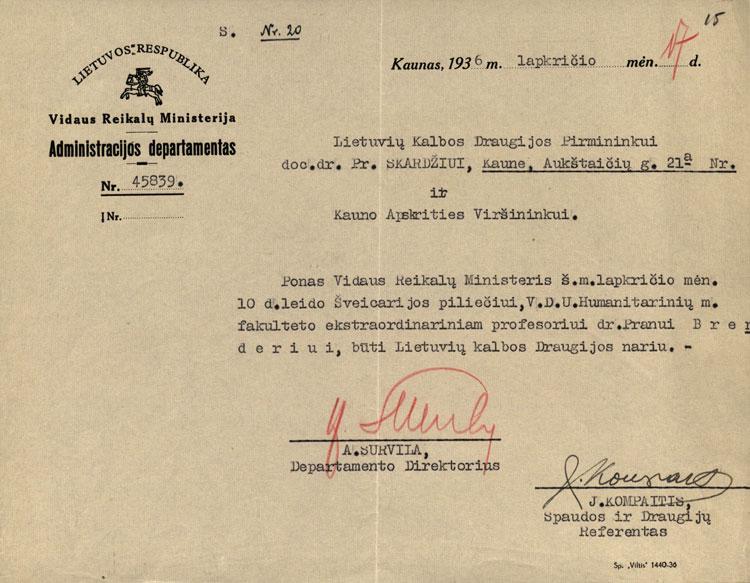 15
S. Nr. 20
LIETUVOS RESPUBLIKA
Vidaus Reikalų Ministerija
Administracijos departamentas
Nr. 45839.
Į Nr.
Kaunas, 1936 m. lapkričio mėn. 17 d.
Lietuvių Kalbos Draugijos Pirmininkui
doc.dr. Pr. SKARDŽIUI, Kaune, Aukštaičių g. 21a Nr.
ir
Kauno Apskrities Viršininkui.
Ponas Vidaus Reikalų Ministeris š.m.lapkričio mėn.
10 d.leido Šveicarijos piliečiui,V.D.U.Humanitarinių m.
fakulteto ekstraordinariniam profesoriui dr.Pranui B r e n
d e r i u i, būti Lietuvių kalbos Draugijos nariu. -
A.SURVILA,
Departamento Direktorius
J.KOMPAITIS,
Spaudos ir Draugijų
Referentas
Sp. „Viltis" 1440-36